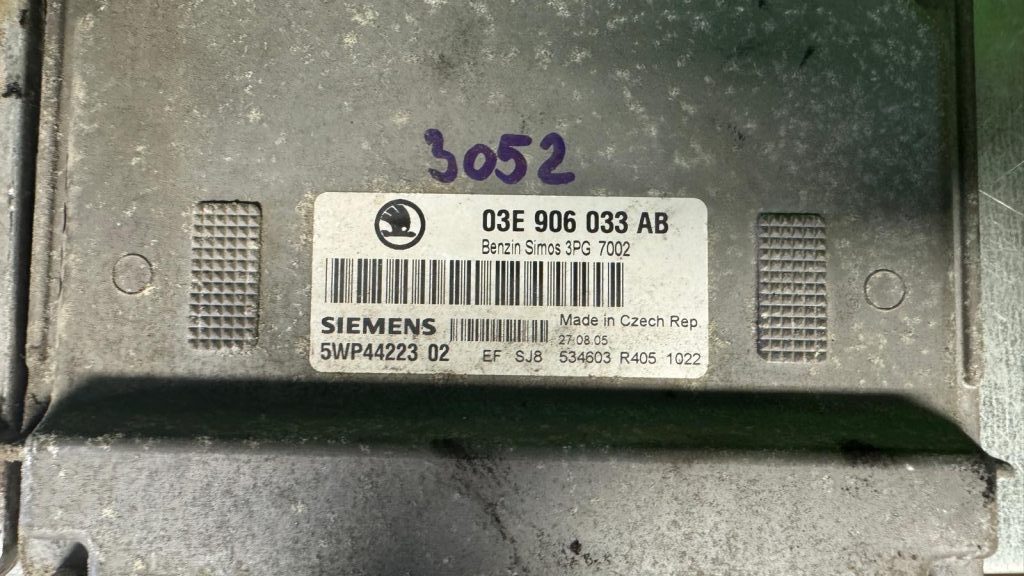 3052
03E 906 033 AB
Benzin Simos 3PG 7002
SIEMENS
Made in Czech Rep.
27.08.05
5WP44223 02
EF SJ8 534603 R405 1022